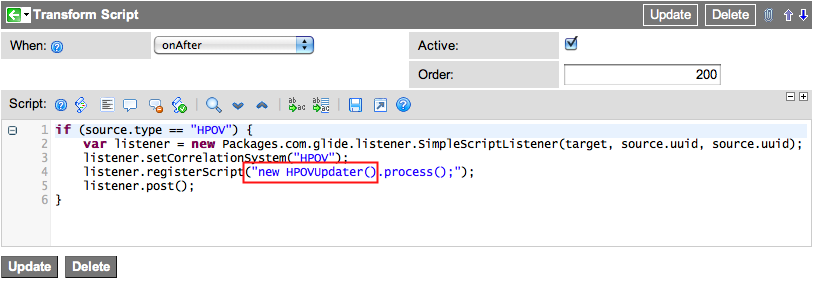 Transform Script
Update
Delete
When:
onAfter
Active:
Order:
200
Script:
1 if (source.type == "HPOV") {
2 var listener = new Packages.com.glide.listener.SimpleScriptListener(target, source.uuid, source.uuid);
3 listener.setCorrelationSystem("HPOV");
4 listener.registerScript("new HPOVUpdater().process();");
5 listener.post();
6 }
Update
Delete